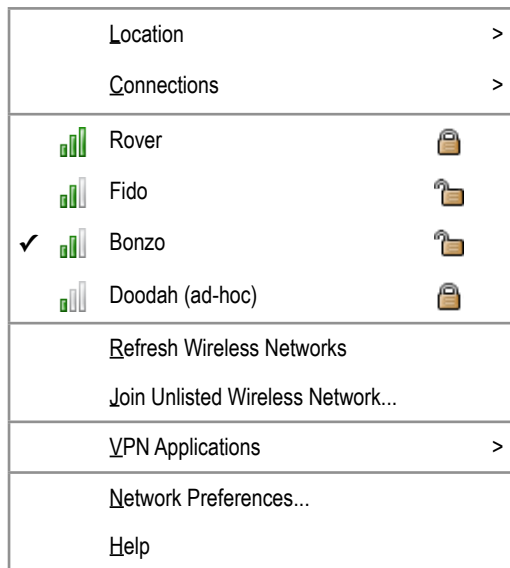 Location >
Connections >
Rover
Fido
✓ Bonzo
Doodah (ad-hoc)
Refresh Wireless Networks
Join Unlisted Wireless Network...
VPN Applications >
Network Preferences...
Help